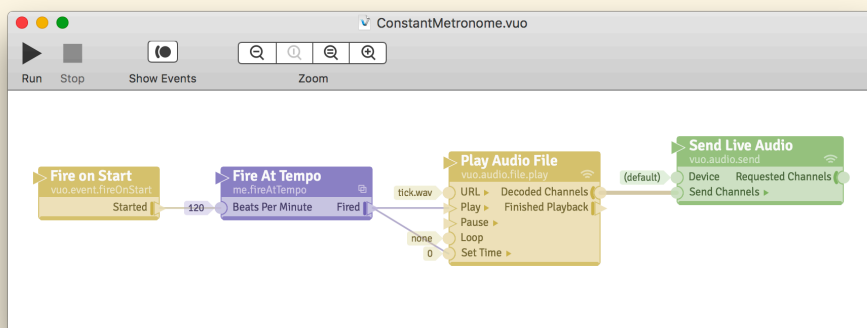 ConstantMetronome.vuo
Run
Stop
Show Events
Zoom
Fire on Start
vuo.event.fireOnStart
Started
120
Fire At Tempo
me.fireAtTempo
Beats Per Minute
Fired
Play Audio File
vuo.audio.file.play
tick.wav
URL
Decoded Channels
Play
Finished Playback
Pause
none
Loop
0
Set Time
Send Live Audio
vuo.audio.send
(default)
Device
Requested Channels
Send Channels